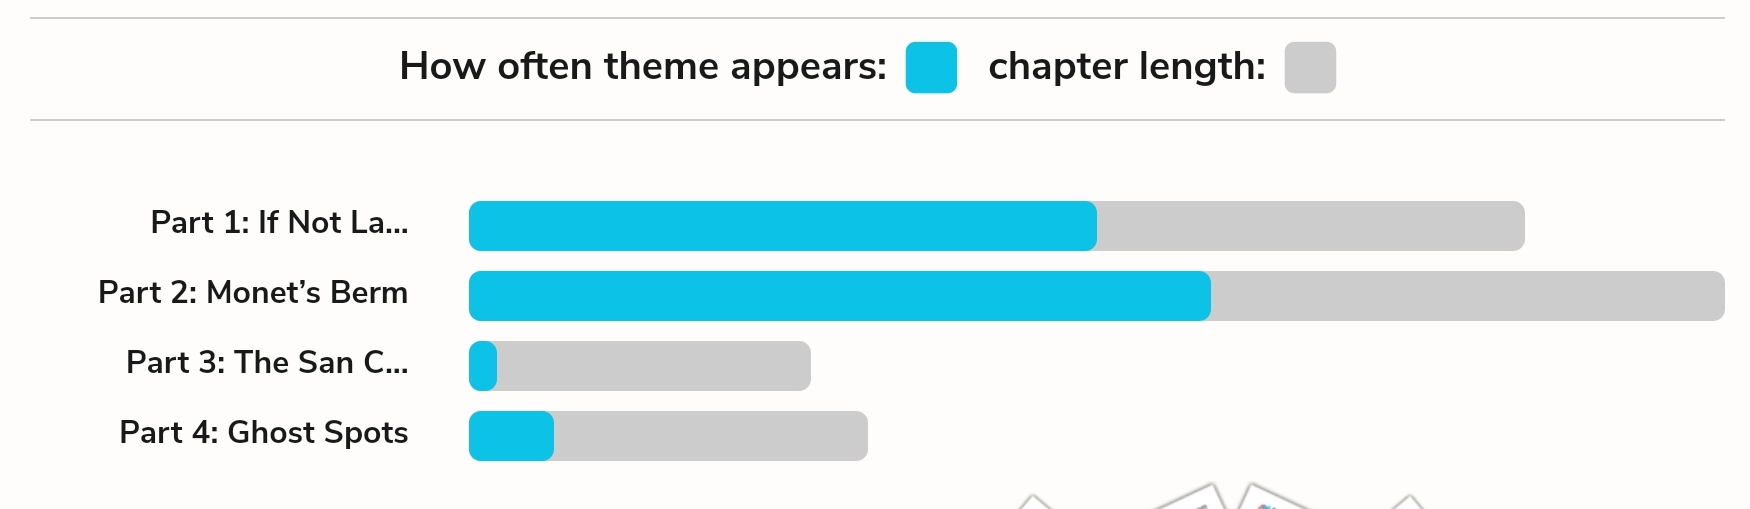 How often theme appears: chapter length:
Part 1: If Not La...
Part 2: Monet’s Berm
Part 3: The San C...
Part 4: Ghost Spots